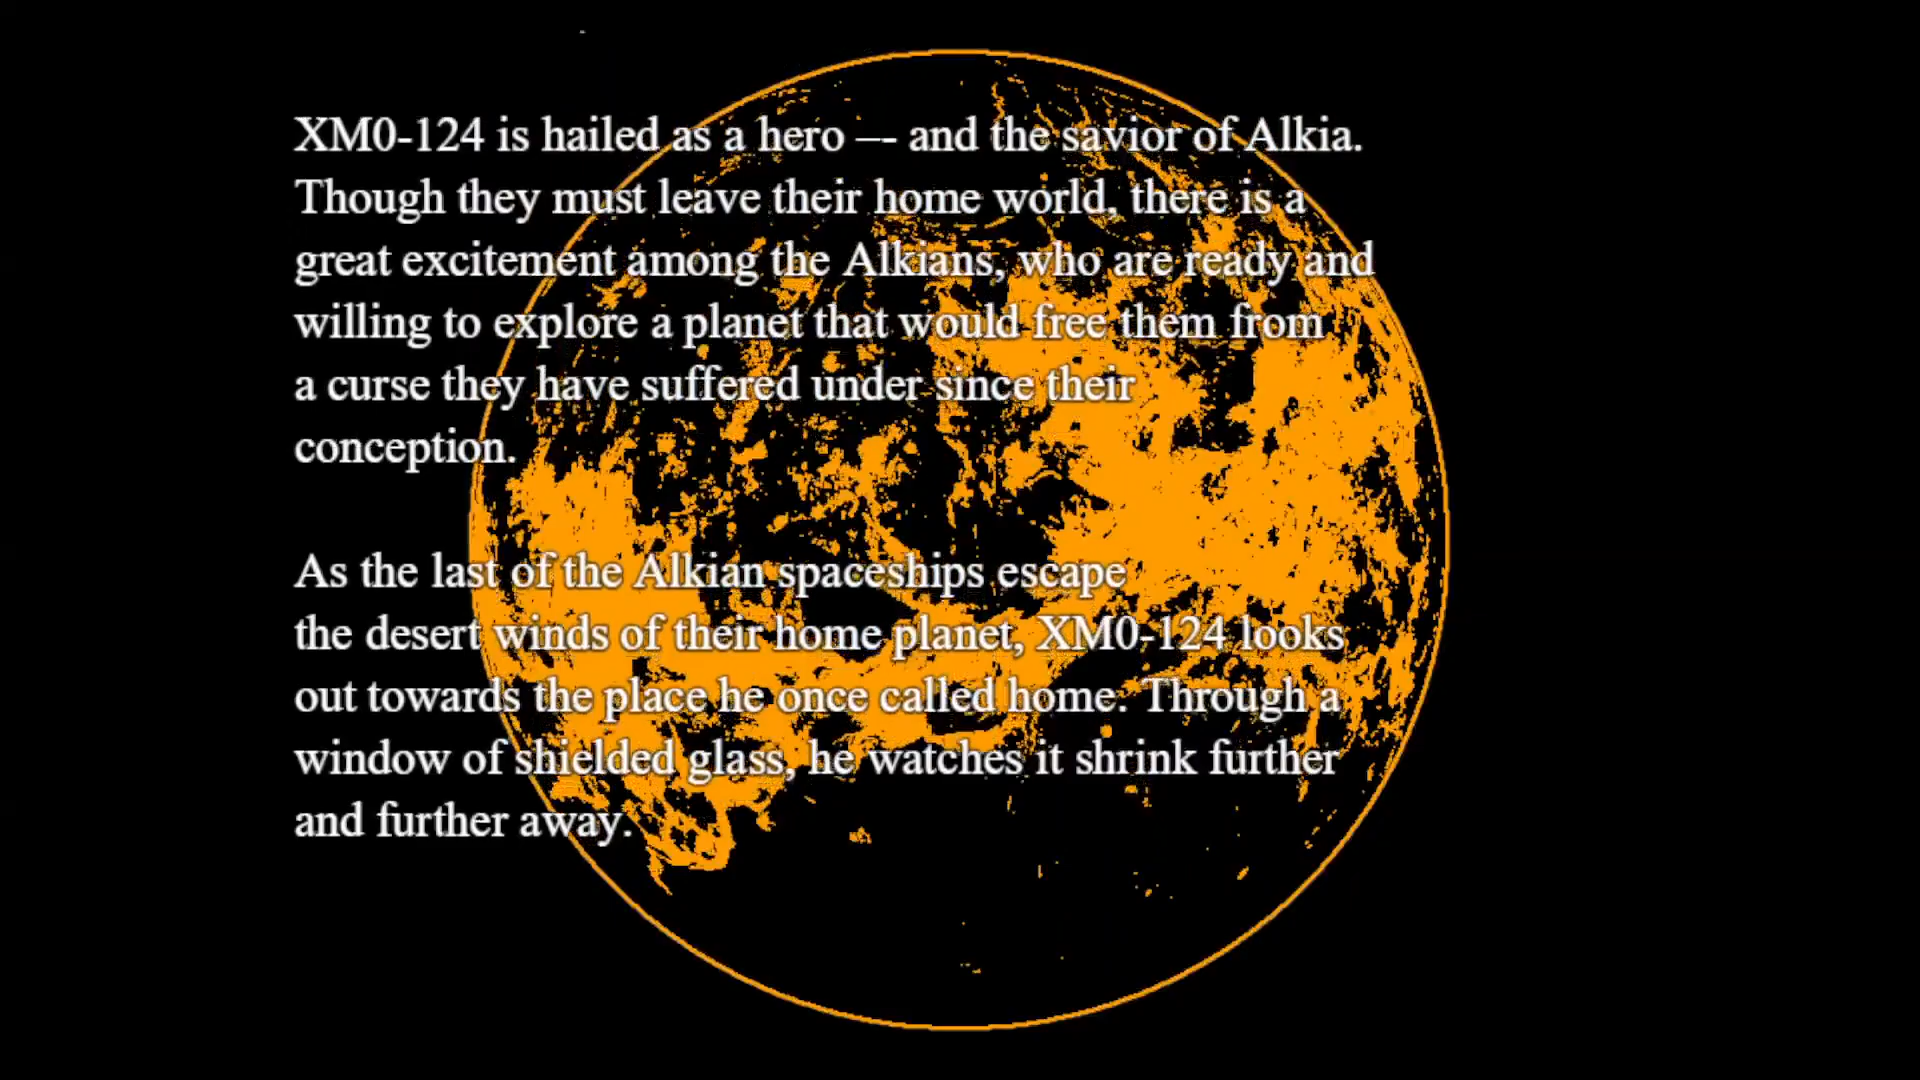 XM0-124 is hailed as a hero –- and the savior of Alkia.
Though they must leave their home world, there is a
great excitement among the Alkians, who are ready and
willing to explore a planet that would free them from
a curse they have suffered under since their
conception.
As the last of the Alkian spaceships escape
the desert winds of their home planet, XM0-124 looks
out towards the place he once called home. Through a
window of shielded glass, he watches it shrink further
and further away.